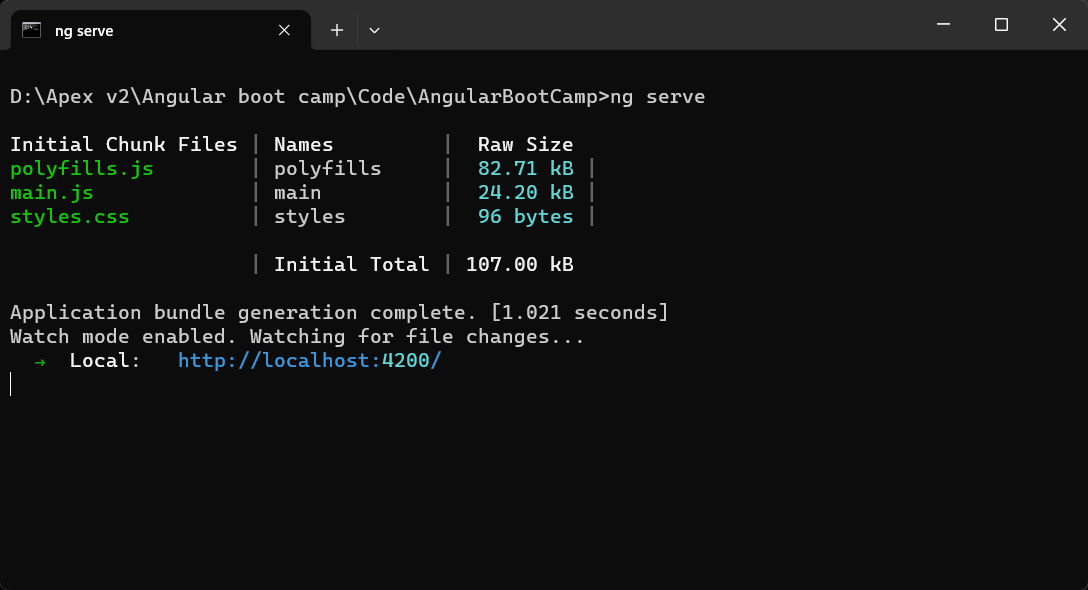 ng serve
D:\Apex v2\Angular boot camp\Code\AngularBootCamp>ng serve
Initial Chunk Files | Names | Raw Size
polyfills.js | polyfills | 82.71 kB |
main.js | main | 24.20 kB |
styles.css | styles | 96 bytes |
| Initial Total | 107.00 kB
Application bundle generation complete. [1.021 seconds]
Watch mode enabled. Watching for file changes...
→ Local: http://localhost:4200/